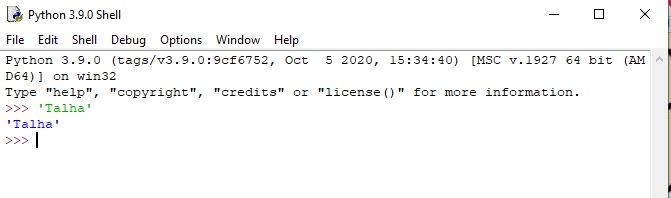 Python 3.9.0 Shell
File Edit Shell Debug Options Window Help
Python 3.9.0 (tags/v3.9.0:9cf6752, Oct  5 2020, 15:34:40) [MSC v.1927 64 bit (AM
D64)] on win32
Type "help", "copyright", "credits" or "license()" for more information.
>>> 'Talha'
'Talha'
>>>